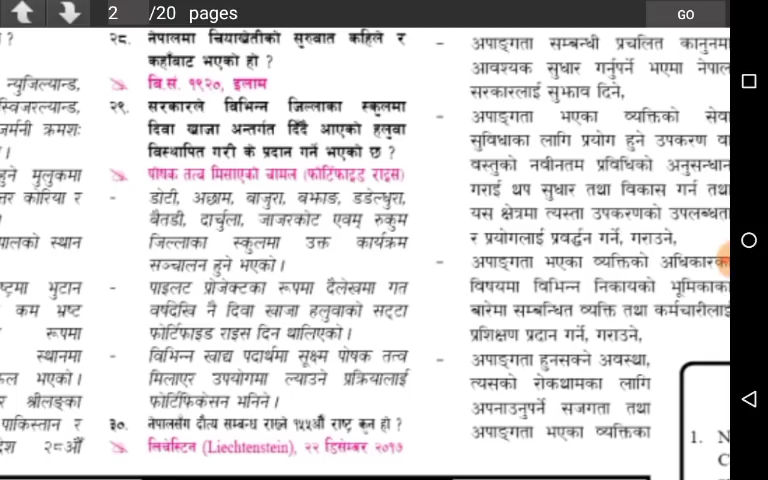 2 /20 pages
GO
?
न्युजिल्याण्ड,
स्विजरल्याण्ड,
जर्मनी क्रमशः
।
हुने मुलुकमा
त्तर कोरिया र
पालको स्थान
ष्ट्रमा भुटान
कम भ्रष्ट
रूपमा
स्थानमा
फल भएको।
र श्रीलङ्का
पाकिस्तान र
देश २८औं
२८. नेपालमा चियाखेतीको सुरुवात कहिले र
कहाँबाट भएको हो ?
वि.सं. १९२०, इलाम
२९. सरकारले विभिन्न जिल्लाका स्कुलमा
दिवा खाजा अन्तर्गत दिँदै आएको हलुवा
विस्थापित गरी के प्रदान गर्ने भएको छ ?
पोषक तत्व मिसाएको चामल (फोर्टिफाइड राइस)
- डोटी, अछाम, बाजुरा, बझाङ, डडेल्धुरा,
बैतडी, दार्चुला, जाजरकोट एवम् रुकुम
जिल्लाका स्कुलमा उक्त कार्यक्रम
सञ्चालन हुने भएको।
- पाइलट प्रोजेक्टका रूपमा दैलेखमा गत
वर्षदेखि नै दिवा खाजा हलुवाको सट्टा
फोर्टिफाइड राइस दिन थालिएको।
- विभिन्न खाद्य पदार्थमा सूक्ष्म पोषक तत्व
मिलाएर उपयोगमा ल्याउने प्रक्रियालाई
फोर्टिफिकेसन भनिने।
३०. नेपालसँग दौत्य सम्बन्ध राख्ने १५५औं राष्ट्र कुन हो ?
लिचेस्टिन (Liechtenstein), २२ डिसेम्बर २०१७
- अपाङ्गता सम्बन्धी प्रचलित कानुनमा
आवश्यक सुधार गर्नुपर्ने भएमा नेपाल
सरकारलाई सुझाव दिने,
- अपाङ्गता भएका व्यक्तिको सेवा
सुविधाका लागि प्रयोग हुने उपकरण वा
वस्तुको नवीनतम प्रविधिको अनुसन्धान
गराई थप सुधार तथा विकास गर्न तथा
यस क्षेत्रमा त्यस्ता उपकरणको उपलब्धता
र प्रयोगलाई प्रवर्द्धन गर्ने, गराउने,
- अपाङ्गता भएका व्यक्तिको अधिकारका
विषयमा विभिन्न निकायको भूमिकाका
बारेमा सम्बन्धित व्यक्ति तथा कर्मचारीलाई
प्रशिक्षण प्रदान गर्ने, गराउने,
- अपाङ्गता हुनसक्ने अवस्था,
त्यसको रोकथामका लागि
अपनाउनुपर्ने सजगता तथा
अपाङ्गता भएका व्यक्तिका
1. N
C